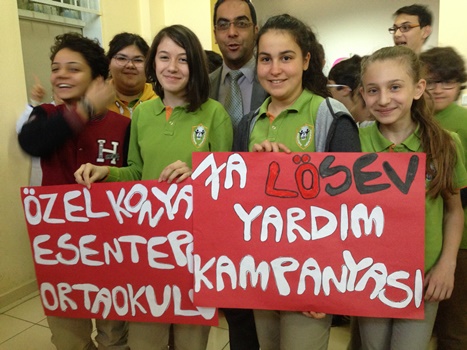 ÖZEL KONYA
ESENTEPE
ORTAOKULU
7A LÖSEV
YARDIM
KAMPANYASI
H